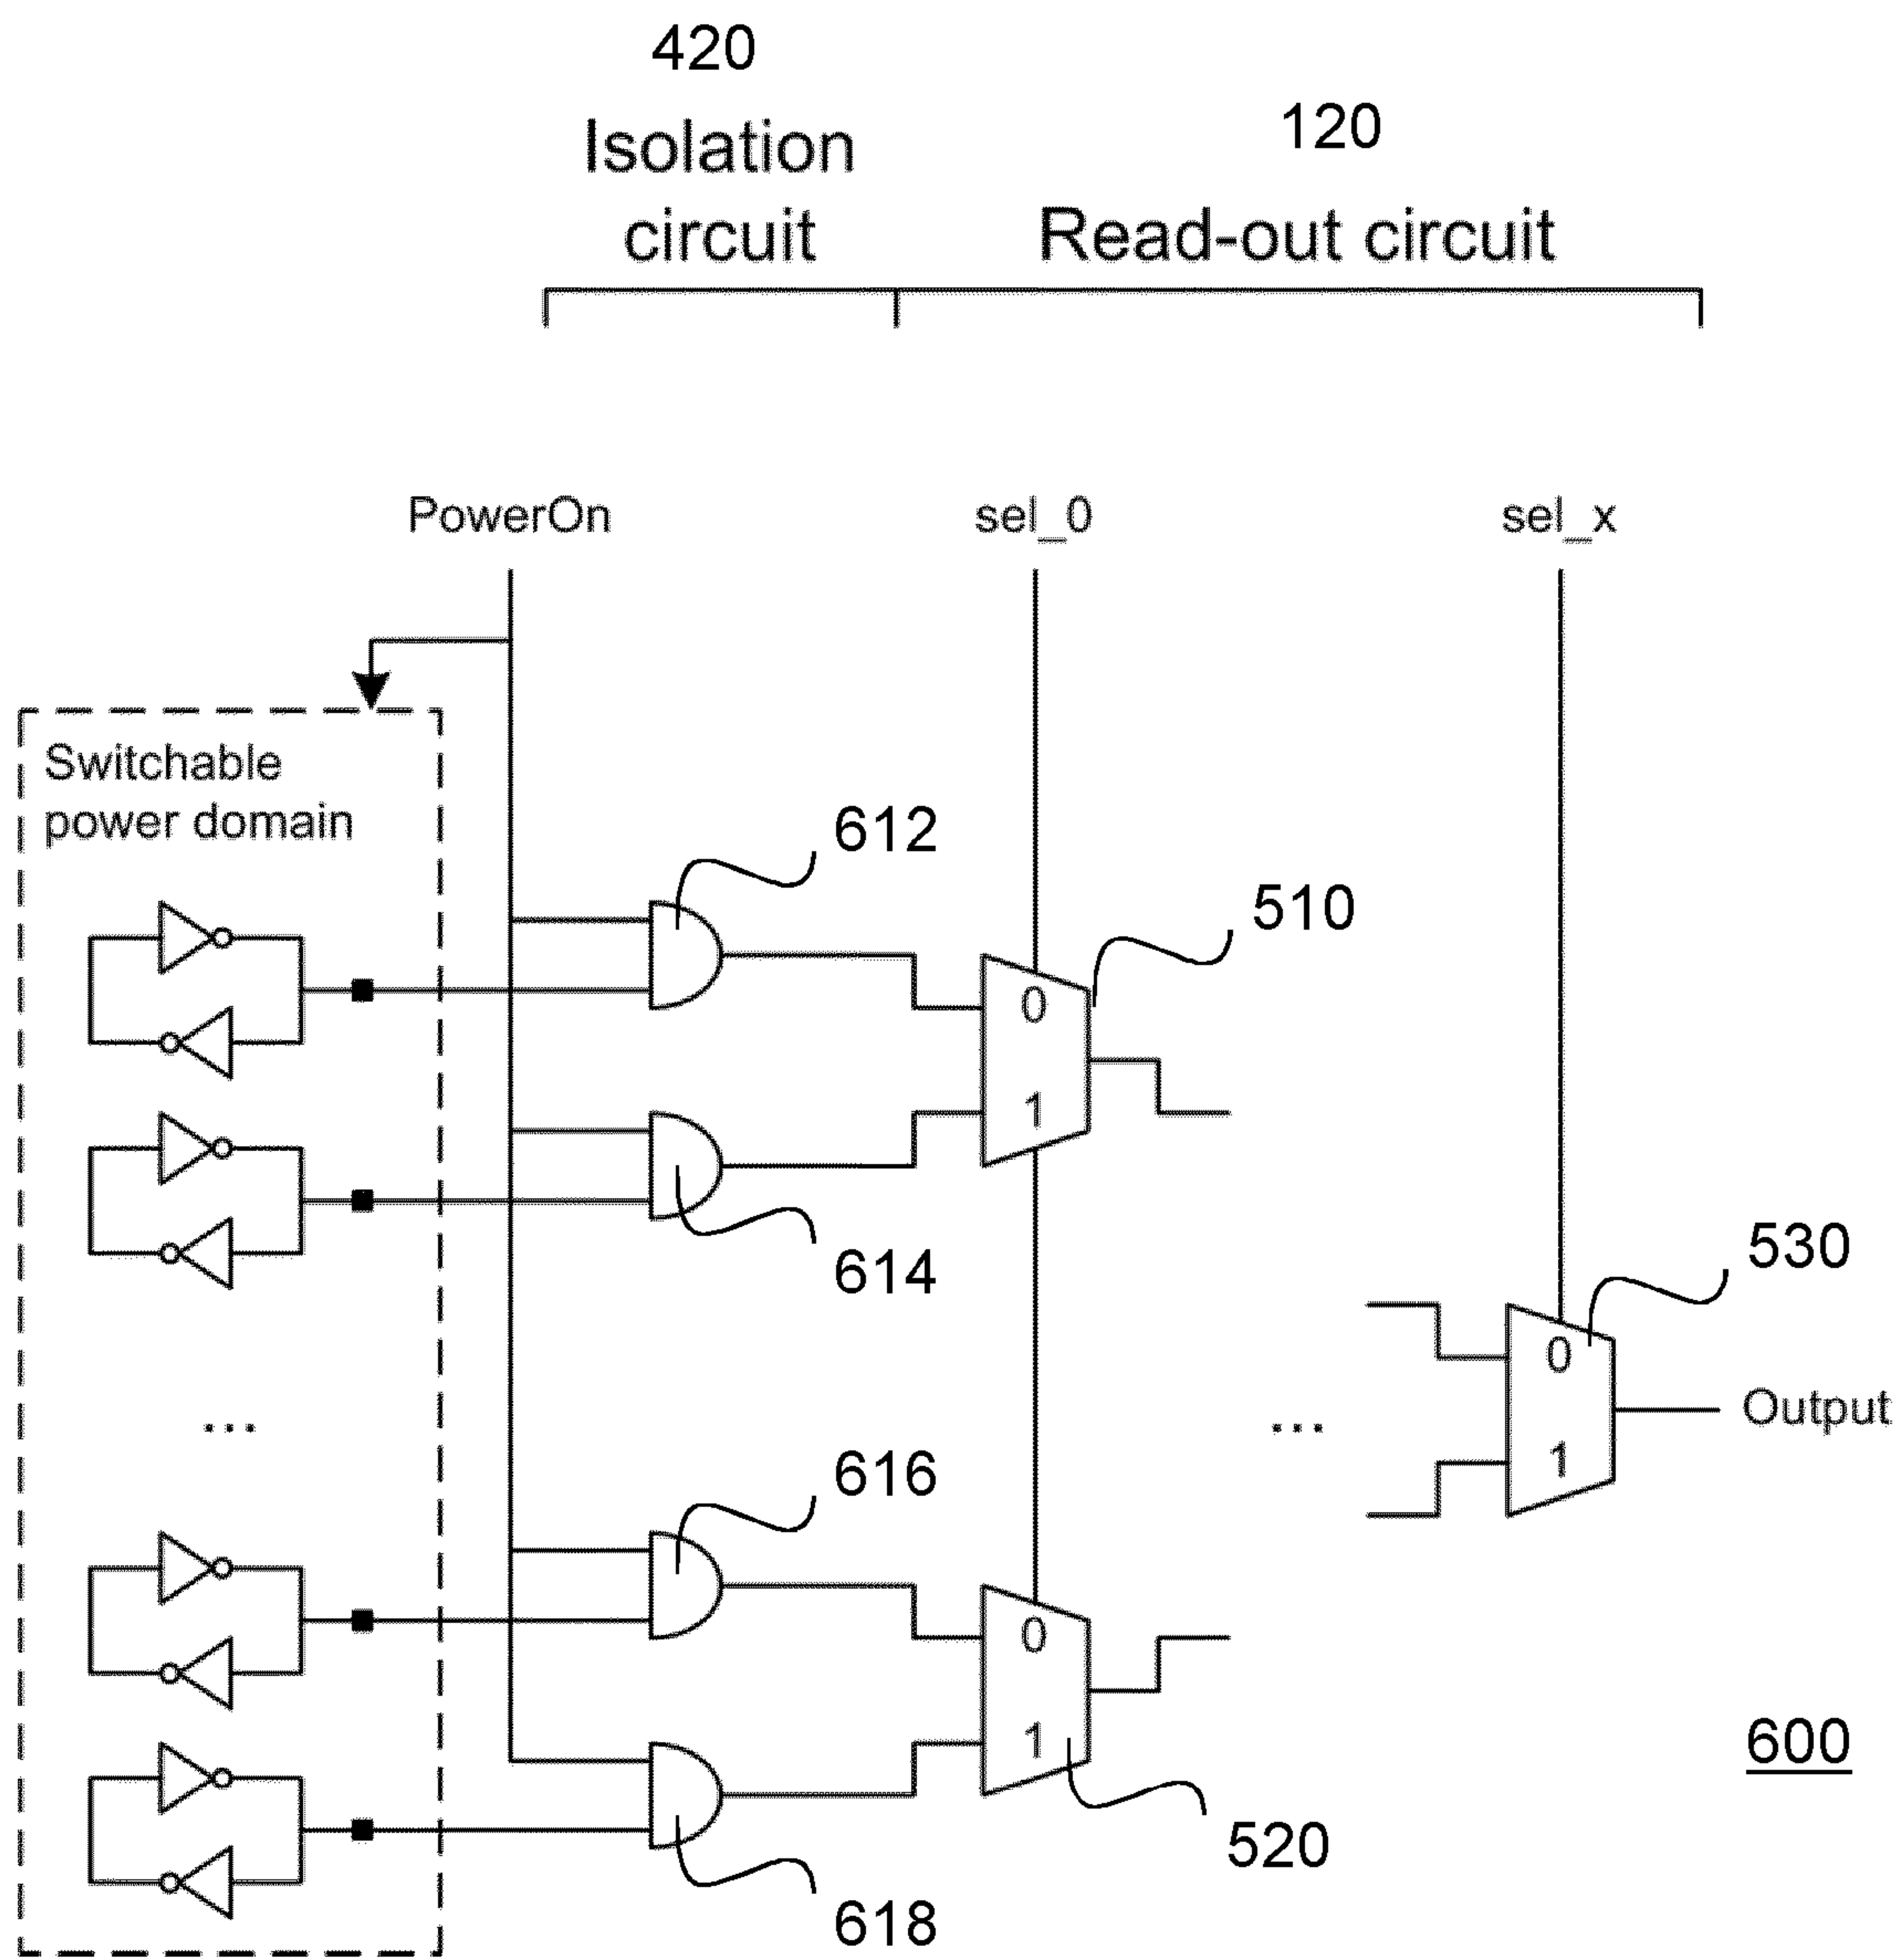 420
Isolation
circuit
120
Read-out circuit
PowerOn
sel_0
sel_x
Switchable
power domain
612
510
0
1
614
530
0
1
...
...
Output
616
0
1
520
600
618